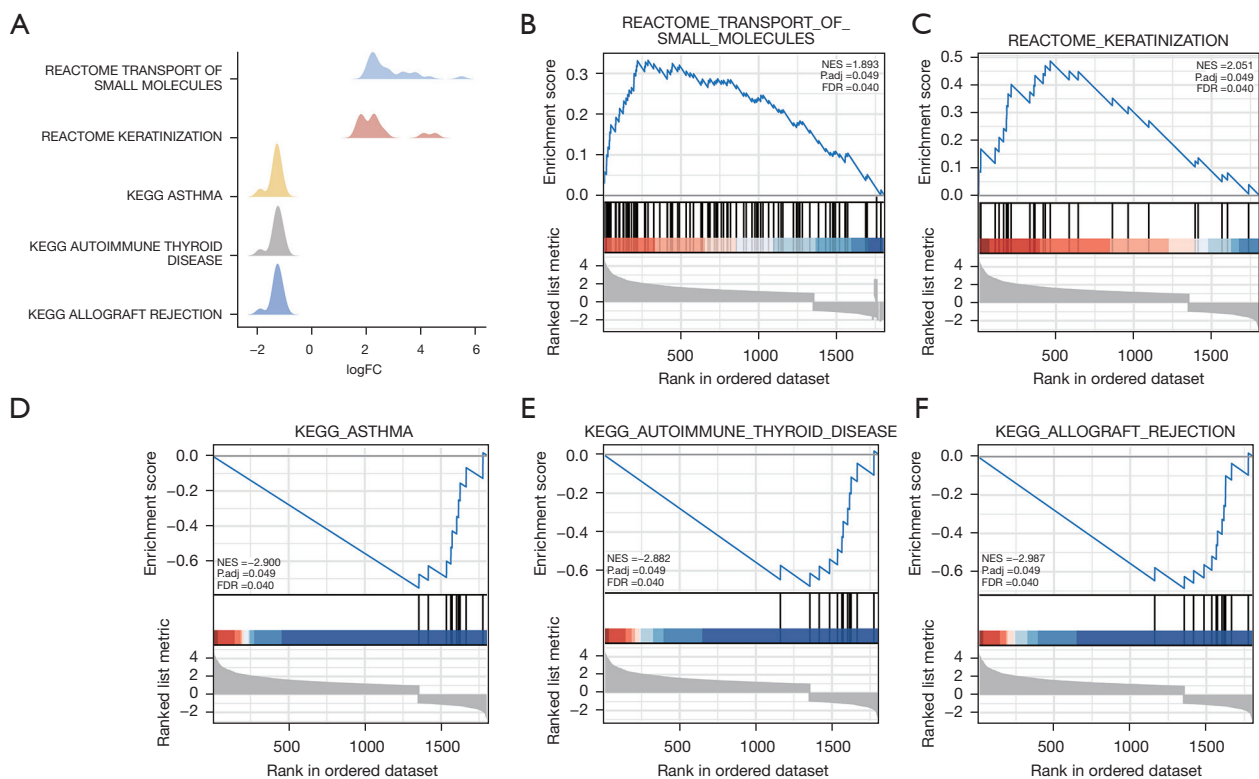 A
REACTOME TRANSPORT OF
SMALL MOLECULES
REACTOME KERATINIZATION
KEGG ASTHMA
KEGG AUTOIMMUNE THYROID
DISEASE
KEGG ALLOGRAFT REJECTION
−2 0 2 4 6
logFC
B
REACTOME_TRANSPORT_OF_
SMALL_MOLECULES
NES =1.893
P.adj =0.049
FDR =0.040
Enrichment score
0.3
0.2
0.1
0.0
Ranked list metric
4
2
0
−2
500 1000 1500
Rank in ordered dataset
C
REACTOME_KERATINIZATION
NES =2.051
P.adj =0.049
FDR =0.040
Enrichment score
0.5
0.4
0.3
0.2
0.1
0.0
Ranked list metric
4
2
0
−2
500 1000 1500
Rank in ordered dataset
D
KEGG_ASTHMA
Enrichment score
0.0
−0.2
−0.4
−0.6
NES =−2.900
P.adj =0.049
FDR =0.040
Ranked list metric
4
2
0
−2
500 1000 1500
Rank in ordered dataset
E
KEGG_AUTOIMMUNE_THYROID_DISEASE
Enrichment score
0.0
−0.2
−0.4
−0.6
NES =−2.882
P.adj =0.049
FDR =0.040
Ranked list metric
4
2
0
−2
500 1000 1500
Rank in ordered dataset
F
KEGG_ALLOGRAFT_REJECTION
Enrichment score
0.0
−0.2
−0.4
−0.6
NES =−2.987
P.adj =0.049
FDR =0.040
Ranked list metric
4
2
0
−2
500 1000 1500
Rank in ordered dataset